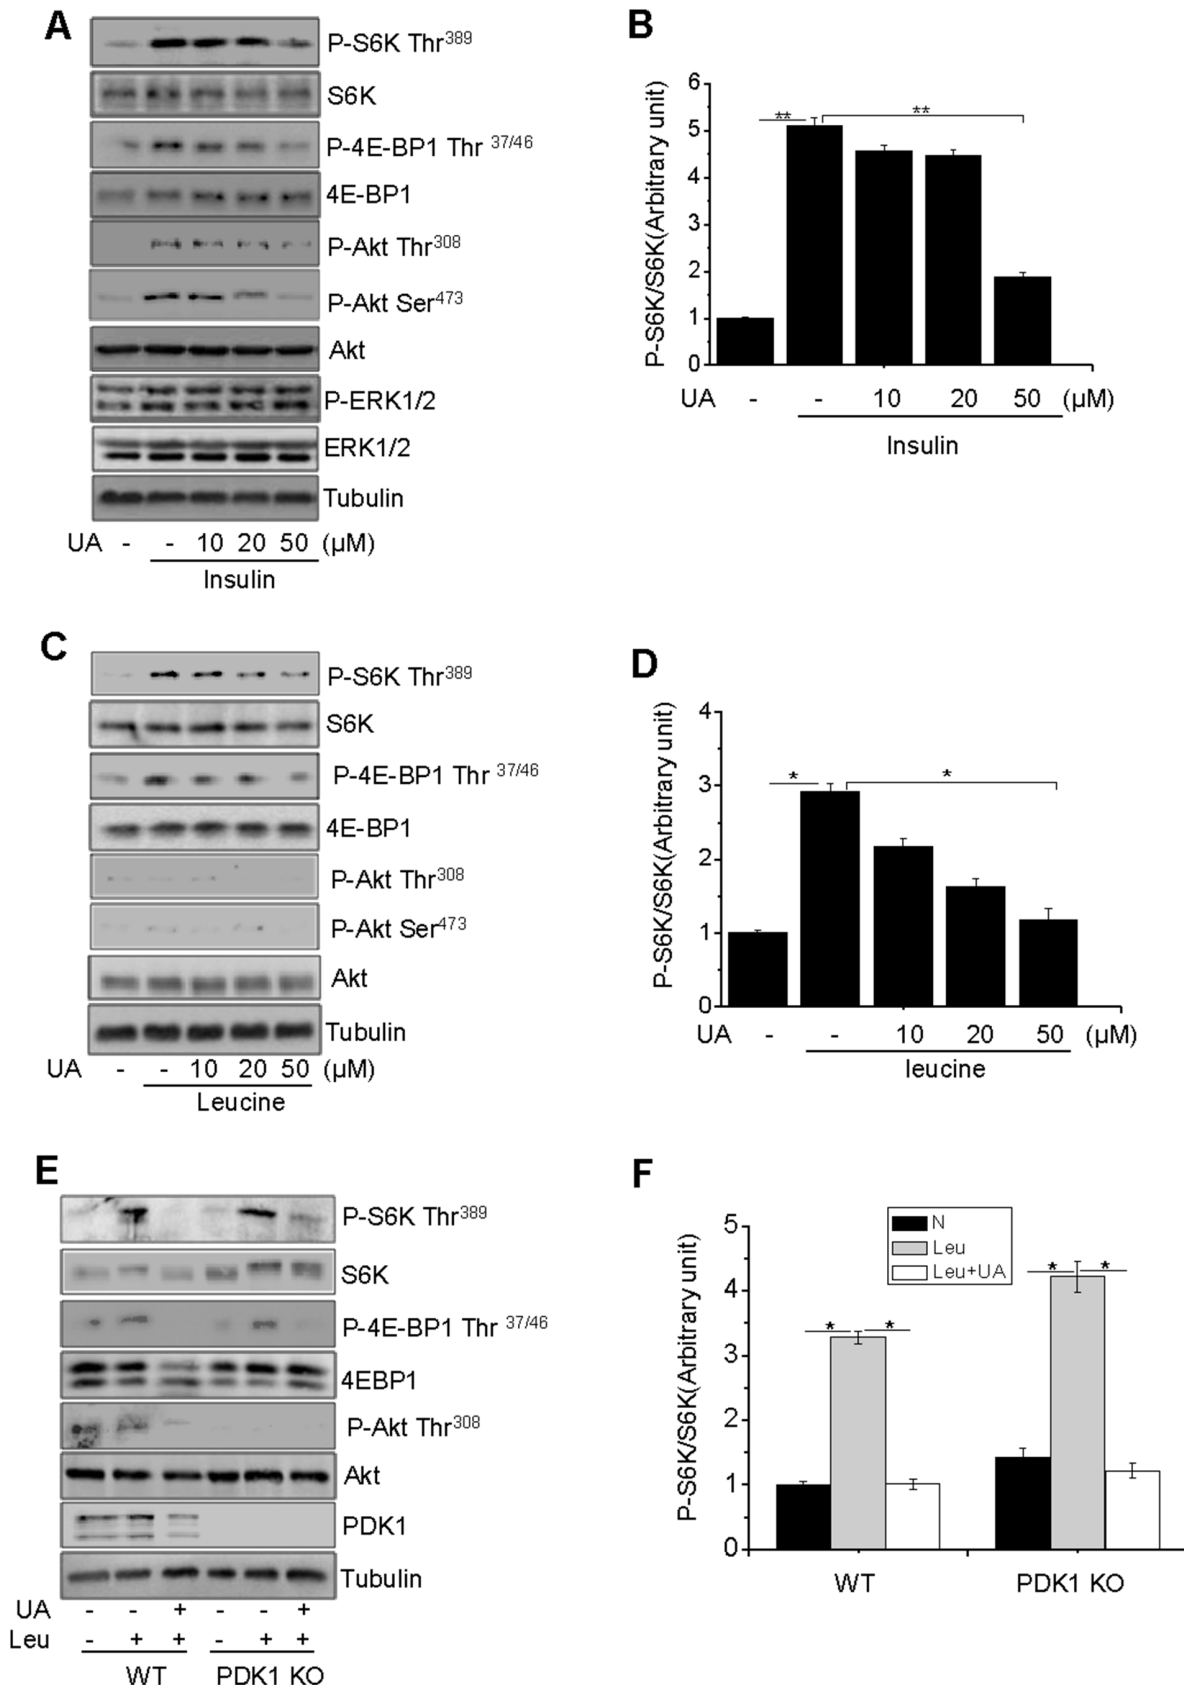 A
P-S6K Thr389
S6K
P-4E-BP1 Thr 37/46
4E-BP1
P-Akt Thr308
P-Akt Ser473
Akt
P-ERK1/2
ERK1/2
Tubulin
UA - - 10 20 50 (µM)
Insulin
B
P-S6K/S6K(Arbitrary unit)
6
5
4
3
2
1
0
** **
UA - - 10 20 50 (µM)
Insulin
C
P-S6K Thr389
S6K
P-4E-BP1 Thr 37/46
4E-BP1
P-Akt Thr308
P-Akt Ser473
Akt
Tubulin
UA - - 10 20 50 (µM)
Leucine
D
P-S6K/S6K(Arbitrary unit)
4
3
2
1
0
* *
UA - - 10 20 50 (µM)
leucine
E
P-S6K Thr389
S6K
P-4E-BP1 Thr 37/46
4EBP1
P-Akt Thr308
Akt
PDK1
Tubulin
UA - - + - - +
Leu - + + - + +
WT PDK1 KO
F
P-S6K/S6K(Arbitrary unit)
5
4
3
2
1
0
N
Leu
Leu+UA
* * * *
WT PDK1 KO